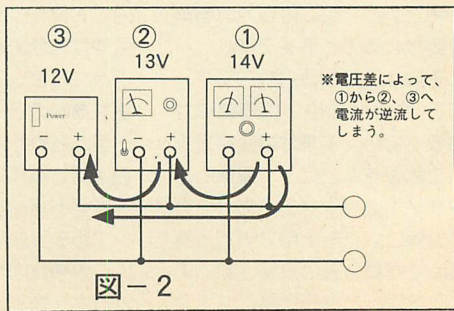 ③ ② ①
12V 13V 14V
Power
− + − + − +
※電圧差によって、
①から②、③へ
電流が逆流して
しまう。
図－2